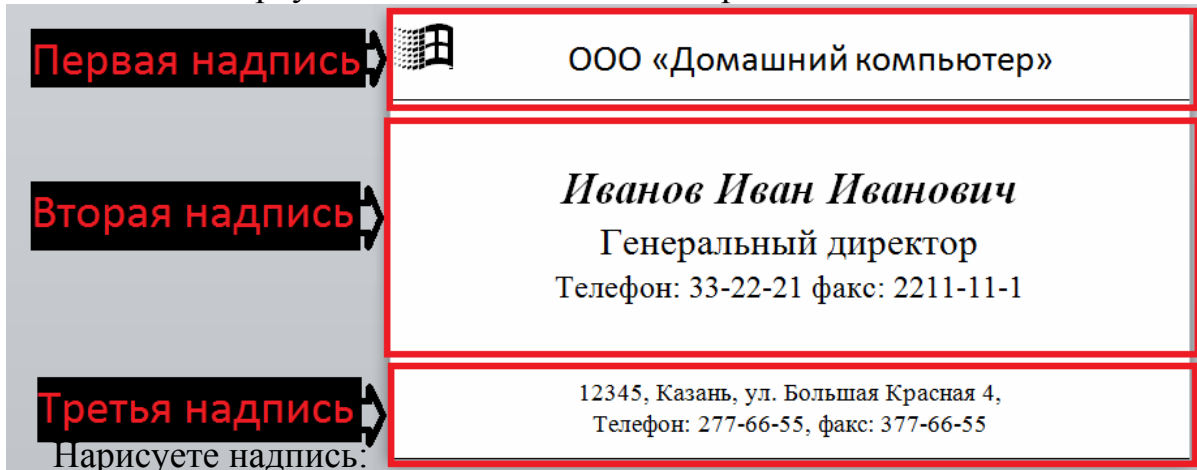 Первая надпись
ООО «Домашний компьютер»
Вторая надпись
Иванов Иван Иванович
Генеральный директор
Телефон: 33-22-21 факс: 2211-11-1
Третья надпись
12345, Казань, ул. Большая Красная 4,
Телефон: 277-66-55, факс: 377-66-55
Нарисуете надпись: